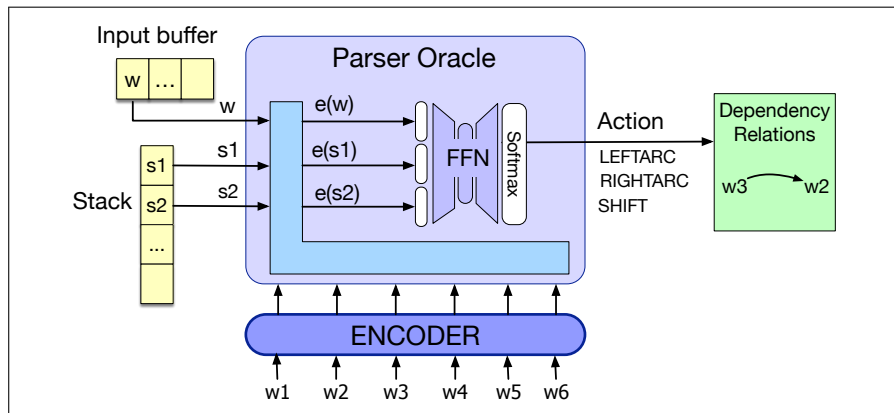 Input buffer
w ...
w
Parser Oracle
e(w)
s1
s1
e(s1)
Stack
s2
s2
e(s2)
...
FFN
Softmax
Action
LEFTARC
RIGHTARC
SHIFT
Dependency
Relations
w3 w2
ENCODER
w1 w2 w3 w4 w5 w6